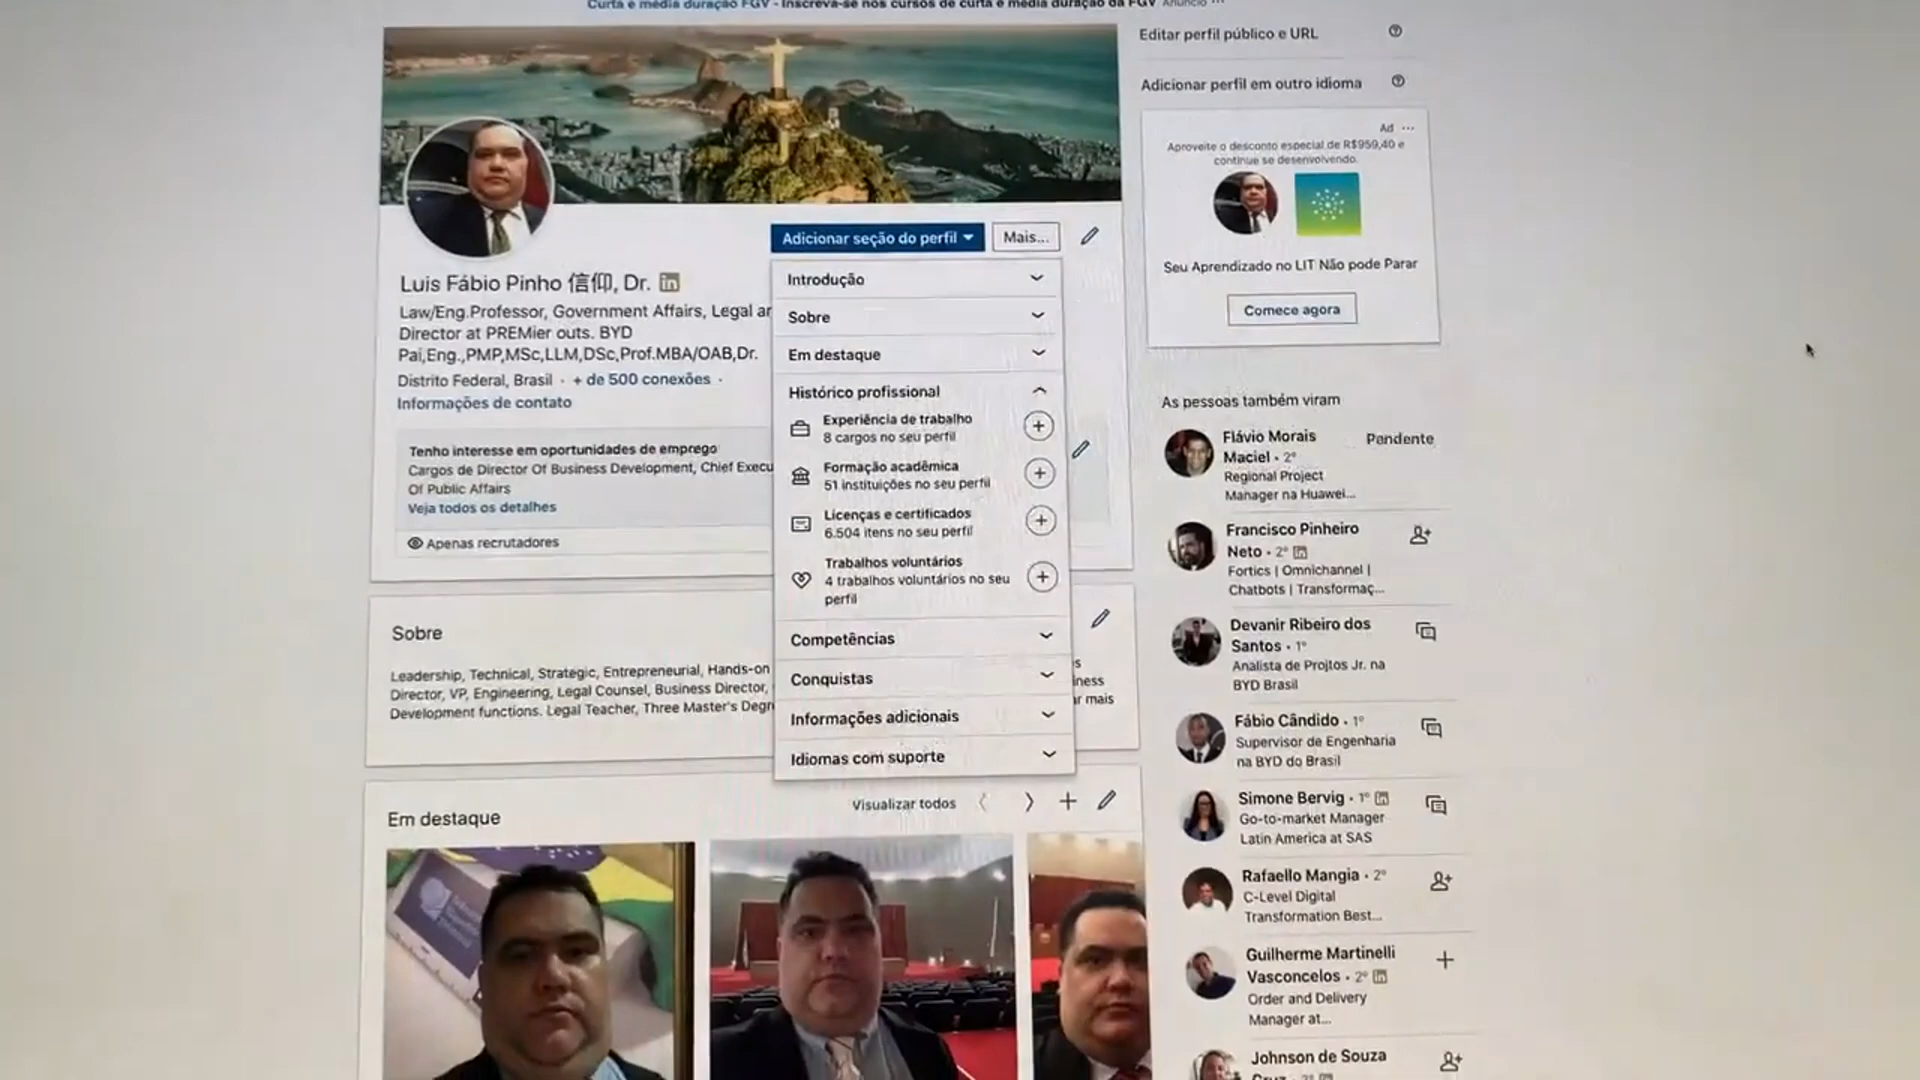 Curta e média duração FGV - Inscreva-se nos cursos de curta e média duração da FGV Anúncio ...
Editar perfil público e URL
Adicionar perfil em outro idioma
Ad ...
Aproveite o desconto especial de R$959,40 e
continue se desenvolvendo.
Seu Aprendizado no LIT Não pode Parar
Comece agora
Adicionar seção do perfil
Mais...
Luis Fábio Pinho 信仰, Dr. in
Law/Eng.Professor, Government Affairs, Legal ar
Director at PREMier outs. BYD
Pai,Eng.,PMP,MSc,LLM,DSc,Prof.MBA/OAB,Dr.
Distrito Federal, Brasil · + de 500 conexões ·
Informações de contato
Tenho interesse em oportunidades de emprego
Cargos de Director Of Business Development, Chief Execu
Of Public Affairs
Veja todos os detalhes
Apenas recrutadores
Introdução
Sobre
Em destaque
Histórico profissional
Experiência de trabalho
8 cargos no seu perfil
Formação acadêmica
51 instituições no seu perfil
Licenças e certificados
6.504 itens no seu perfil
Trabalhos voluntários
4 trabalhos voluntários no seu
perfil
Competências
Conquistas
Informações adicionais
Idiomas com suporte
Sobre
Leadership, Technical, Strategic, Entrepreneurial, Hands-on
Director, VP, Engineering, Legal Counsel, Business Director,
Development functions. Legal Teacher, Three Master's Degr
s
iness
r mais
Em destaque
Visualizar todos
As pessoas também viram
Flávio Morais
Maciel · 2º
Pendente
Regional Project
Manager na Huawei...
Francisco Pinheiro
Neto · 2º in
Fortics | Omnichannel |
Chatbots | Transformaç...
Devanir Ribeiro dos
Santos · 1º
Analista de Projtos Jr. na
BYD Brasil
Fábio Cândido · 1º
Supervisor de Engenharia
na BYD do Brasil
Simone Bervig · 1º in
Go-to-market Manager
Latin America at SAS
Rafaello Mangia · 2º
C-Level Digital
Transformation Best...
Guilherme Martinelli
Vasconcelos · 2º in
Order and Delivery
Manager at...
Johnson de Souza